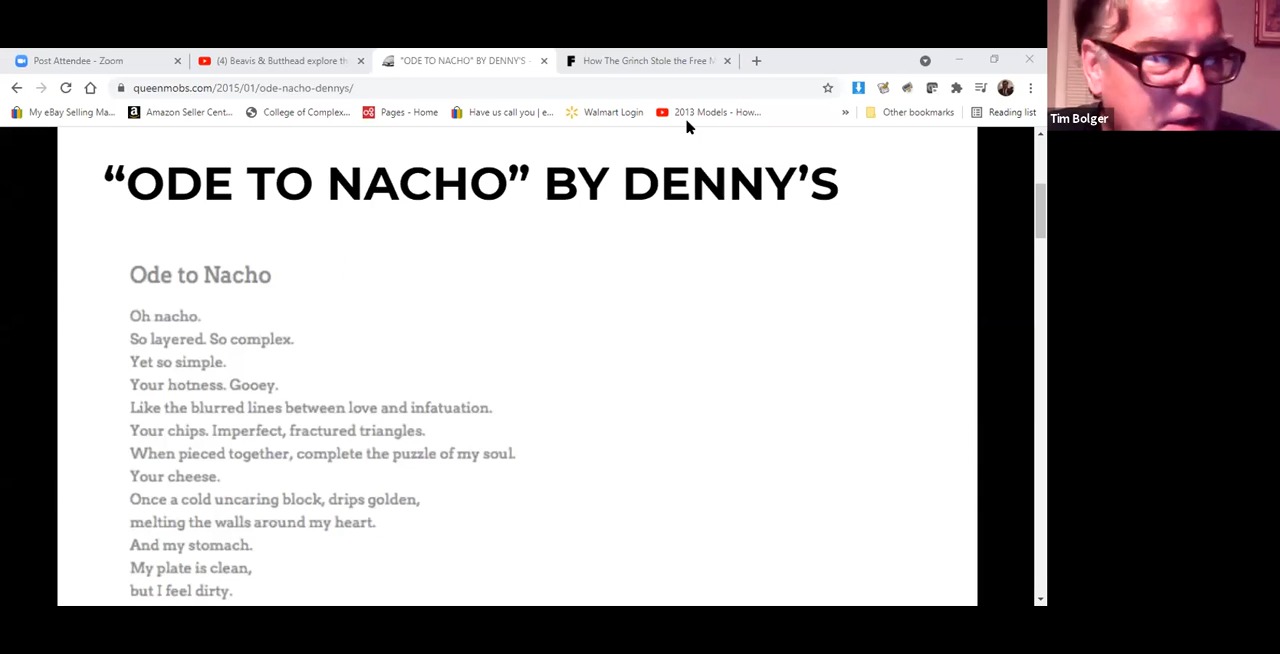 Post Attendee - Zoom
(4) Beavis & Butthead explore th
"ODE TO NACHO" BY DENNY'S -
How The Grinch Stole the Free M
queenmobs.com/2015/01/ode-nacho-dennys/
My eBay Selling Ma...
Amazon Seller Cent...
College of Complex...
Pages - Home
Have us call you | e...
Walmart Login
2013 Models - How...
»
Other bookmarks
Reading list
Tim Bolger
“ODE TO NACHO” BY DENNY’S
Ode to Nacho
Oh nacho.
So layered. So complex.
Yet so simple.
Your hotness. Gooey.
Like the blurred lines between love and infatuation.
Your chips. Imperfect, fractured triangles.
When pieced together, complete the puzzle of my soul.
Your cheese.
Once a cold uncaring block, drips golden,
melting the walls around my heart.
And my stomach.
My plate is clean,
but I feel dirty.